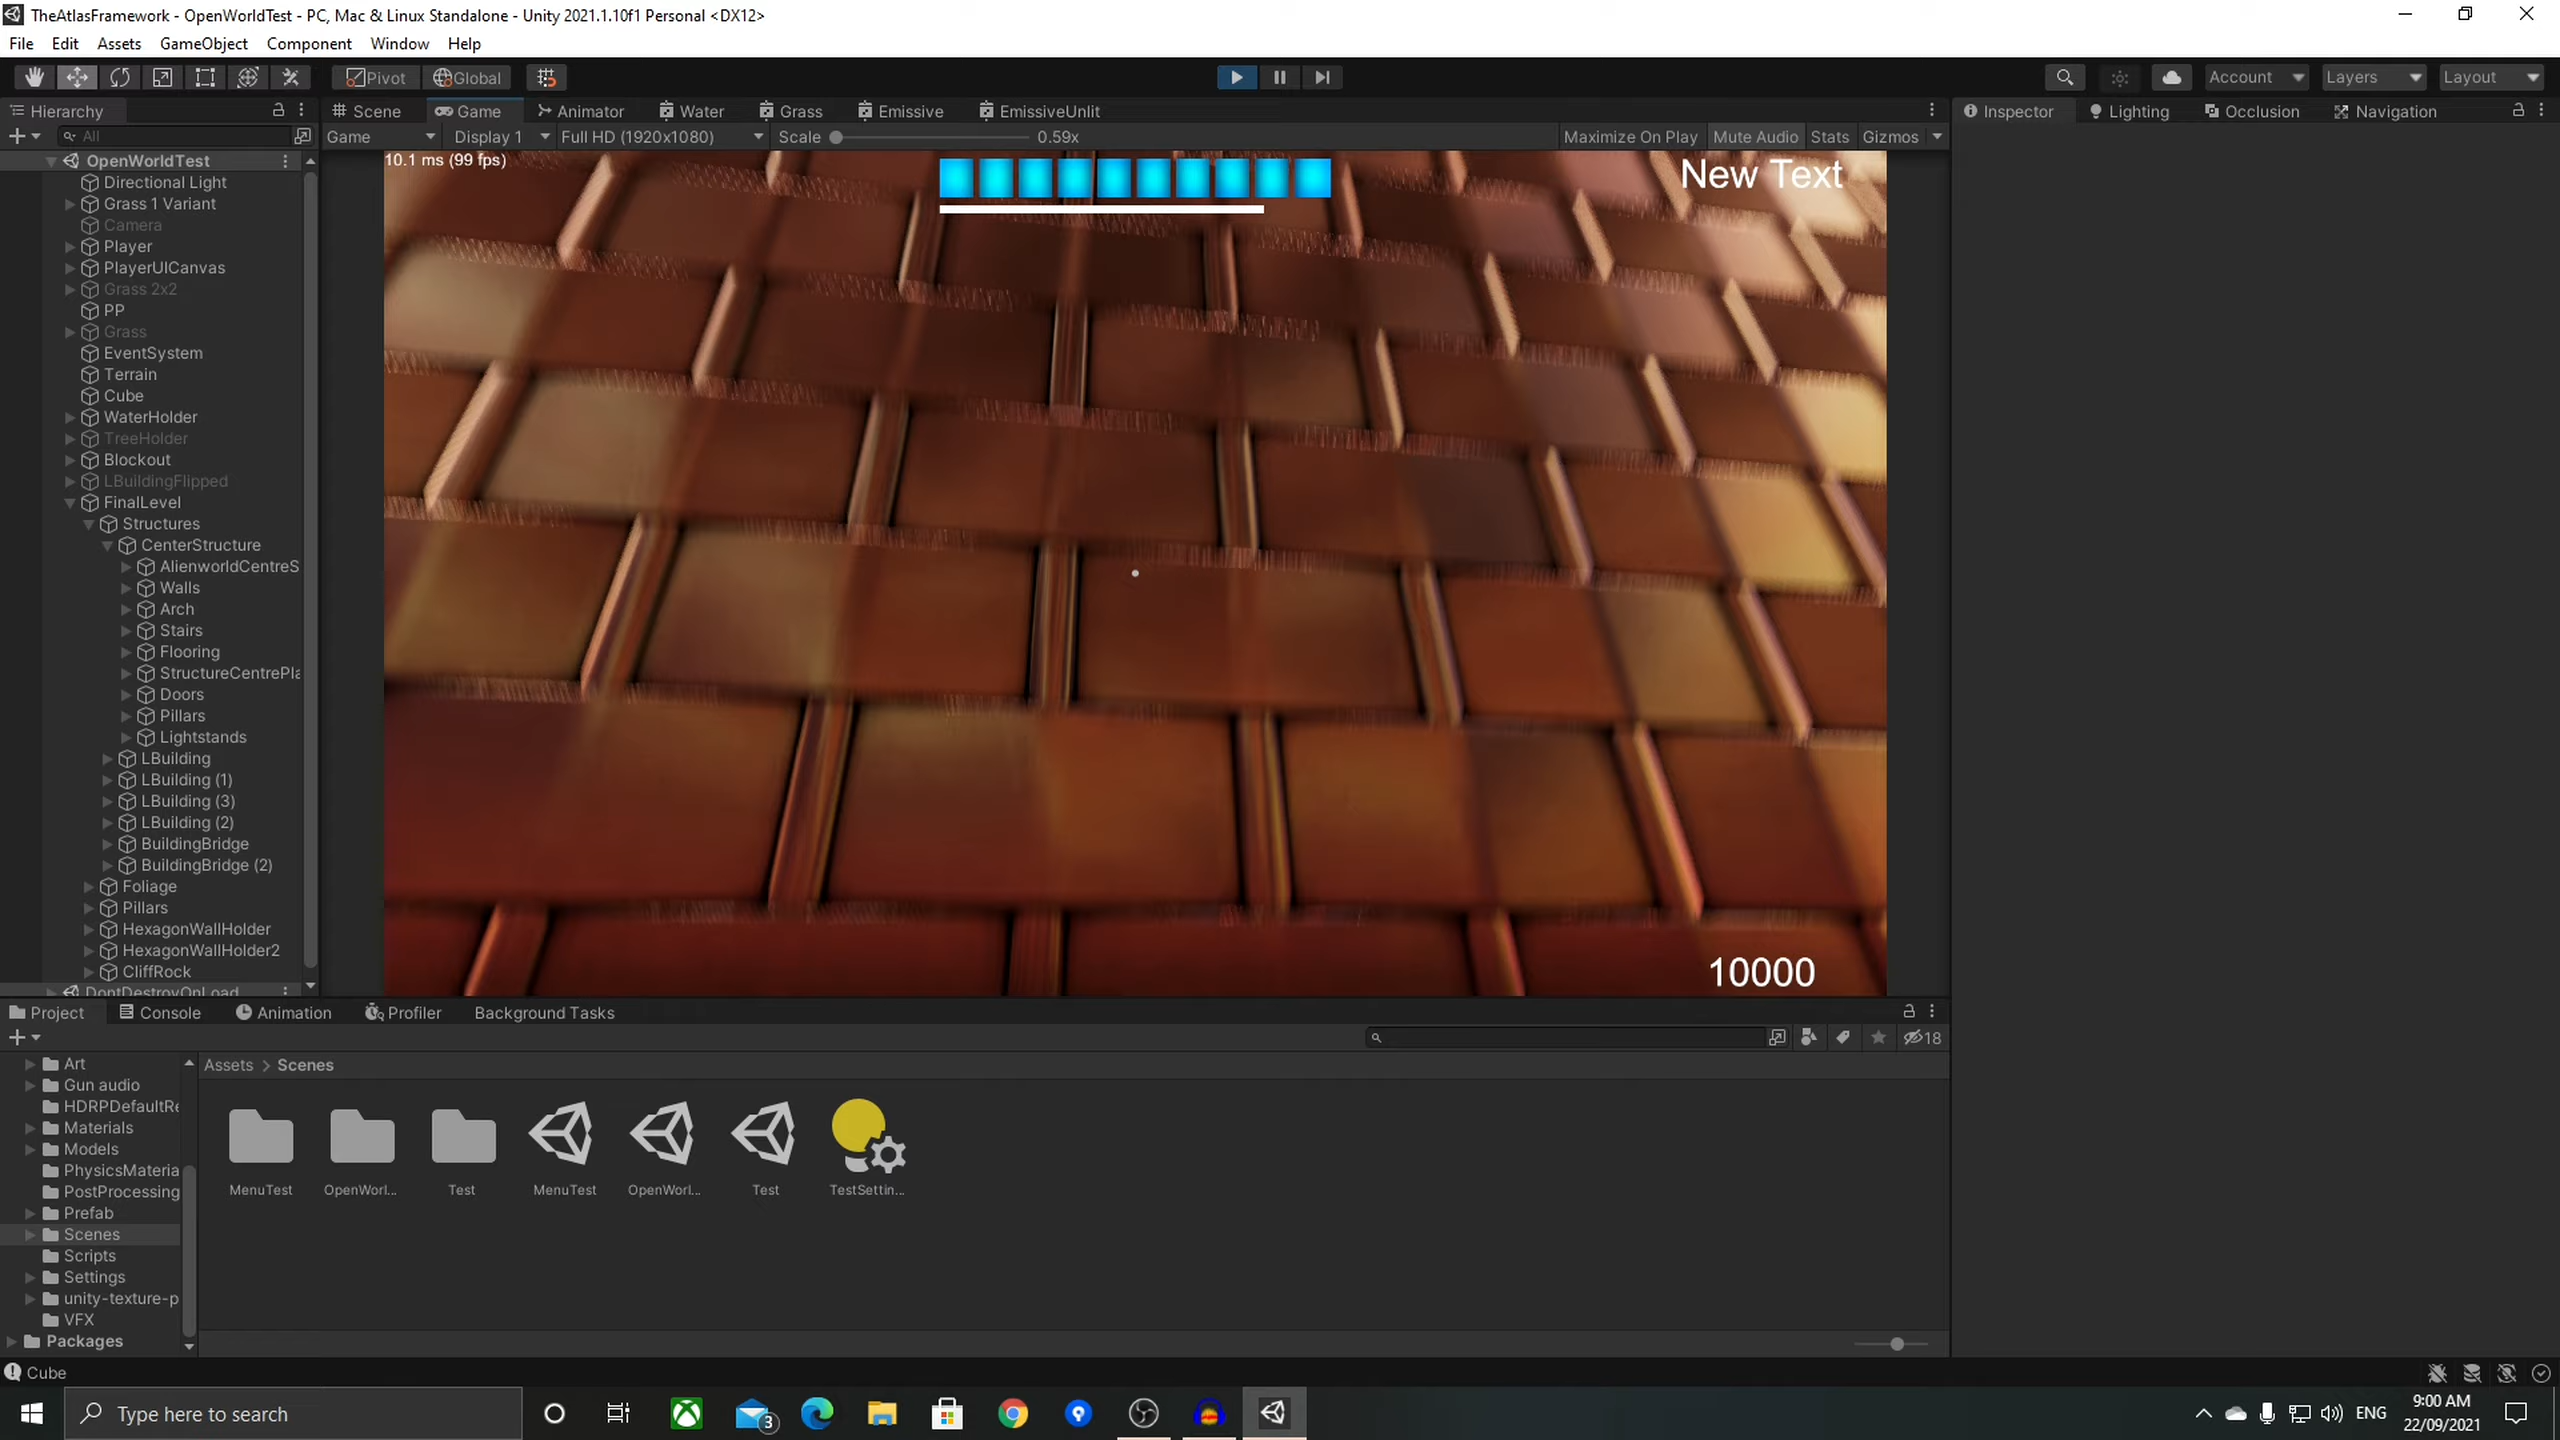 TheAtlasFramework - OpenWorldTest - PC, Mac & Linux Standalone - Unity 2021.1.10f1 Personal <DX12>
File Edit Assets GameObject Component Window Help
Pivot Global Account Layers Layout
Hierarchy
All
OpenWorldTest
Directional Light
Grass 1 Variant
Camera
Player
PlayerUICanvas
Grass 2x2
PP
Grass
EventSystem
Terrain
Cube
WaterHolder
TreeHolder
Blockout
LBuildingFlipped
FinalLevel
Structures
CenterStructure
AlienworldCentreS
Walls
Arch
Stairs
Flooring
StructureCentrePla
Doors
Pillars
Lightstands
LBuilding
LBuilding (1)
LBuilding (3)
LBuilding (2)
BuildingBridge
BuildingBridge (2)
Foliage
Pillars
HexagonWallHolder
HexagonWallHolder2
CliffRock
DontDestroyOnLoad
Scene Game Animator Water Grass Emissive EmissiveUnlit
Game Display 1 Full HD (1920x1080) Scale 0.59x Maximize On Play Mute Audio Stats Gizmos
10.1 ms (99 fps)
New Text
10000
Inspector Lighting Occlusion Navigation
Project Console Animation Profiler Background Tasks
18
Art
Gun audio
HDRPDefaultRe
Materials
Models
PhysicsMateria
PostProcessing
Prefab
Scenes
Scripts
Settings
unity-texture-p
VFX
Packages
Assets > Scenes
MenuTest OpenWorl... Test MenuTest OpenWorl... Test TestSettin...
Cube
Type here to search
3
ENG
9:00 AM
22/09/2021